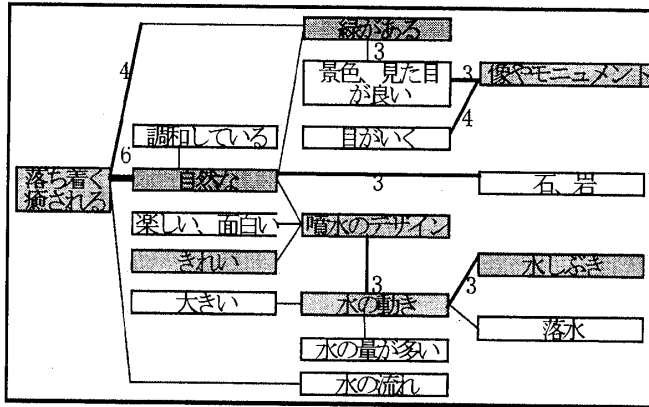 緑がある
4
3
景色、見た目
が良い
3
像やモニュメント
4
目がいく
調和している
6
落ち着く
癒される
自然な
3
石、岩
楽しい、面白い
噴水のデザイン
きれい
水しぶき
3
3
大きい
水の動き
落水
水の量が多い
水の流れ